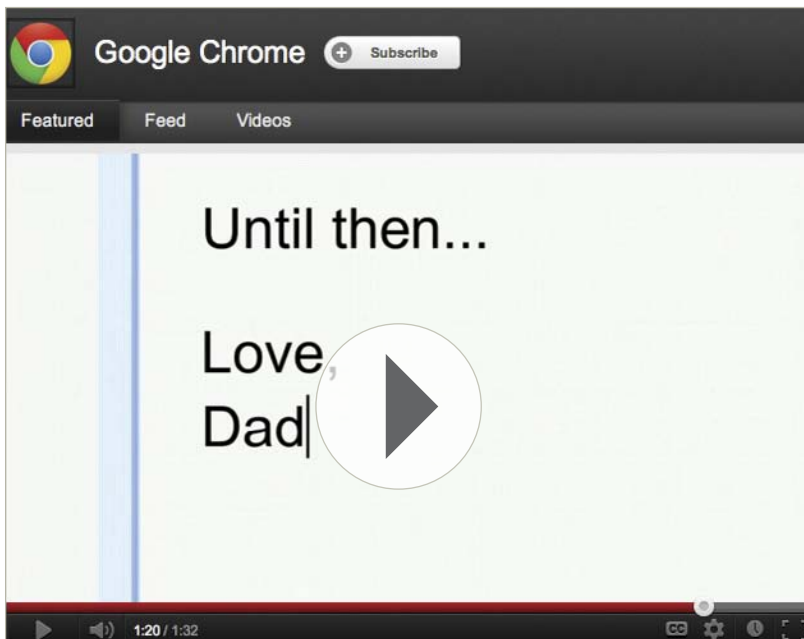 Google Chrome + Subscribe
Featured Feed Videos
Until then...
Love,
Dad
1:20 / 1:32 CC